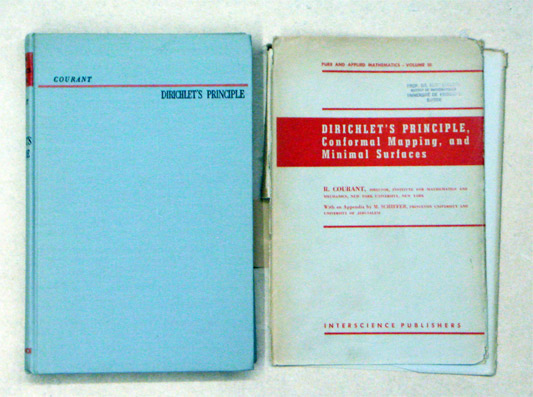 COURANT
DIRICHLET'S PRINCIPLE
PURE AND APPLIED MATHEMATICS - VOLUME III
DIRICHLET'S PRINCIPLE,
Conformal Mapping, and
Minimal Surfaces
R. COURANT, DIRECTOR, INSTITUTE FOR MATHEMATICS AND
MECHANICS, NEW YORK UNIVERSITY, NEW YORK
With an Appendix by M. SCHIFFER, PRINCETON UNIVERSITY AND
UNIVERSITY OF JERUSALEM
INTERSCIENCE PUBLISHERS